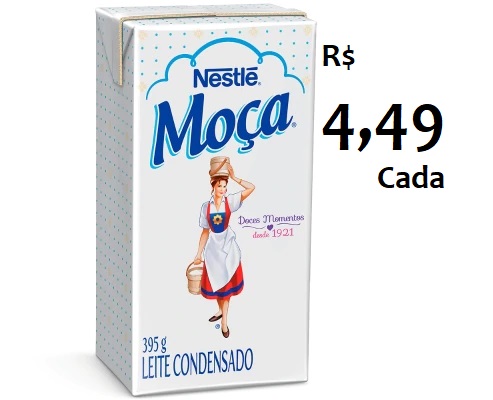 Nestlé®
Moça®
Doces Momentos
desde 1921
395 g
LEITE CONDENSADO
R$
4,49
Cada